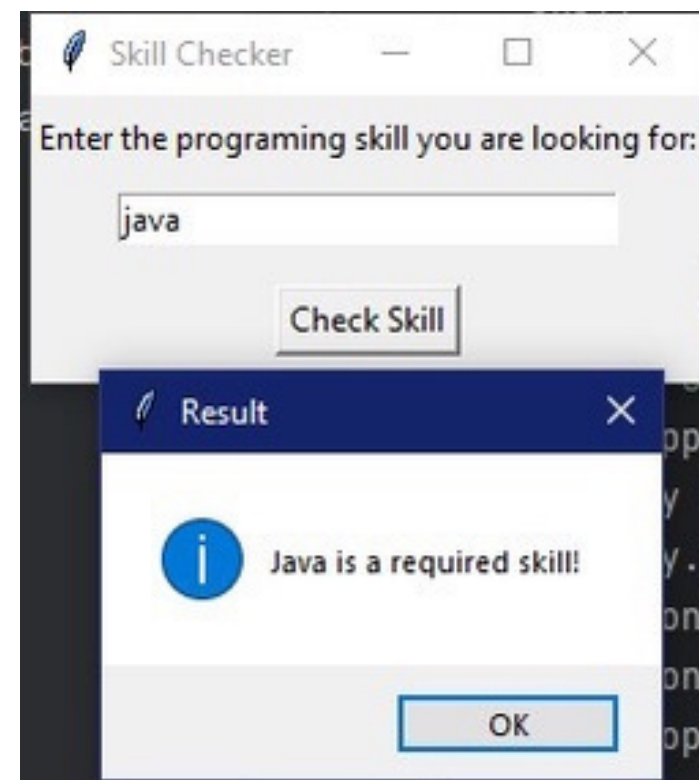 Skill Checker
Enter the programing skill you are looking for:
java
Check Skill
Result
Java is a required skill!
OK